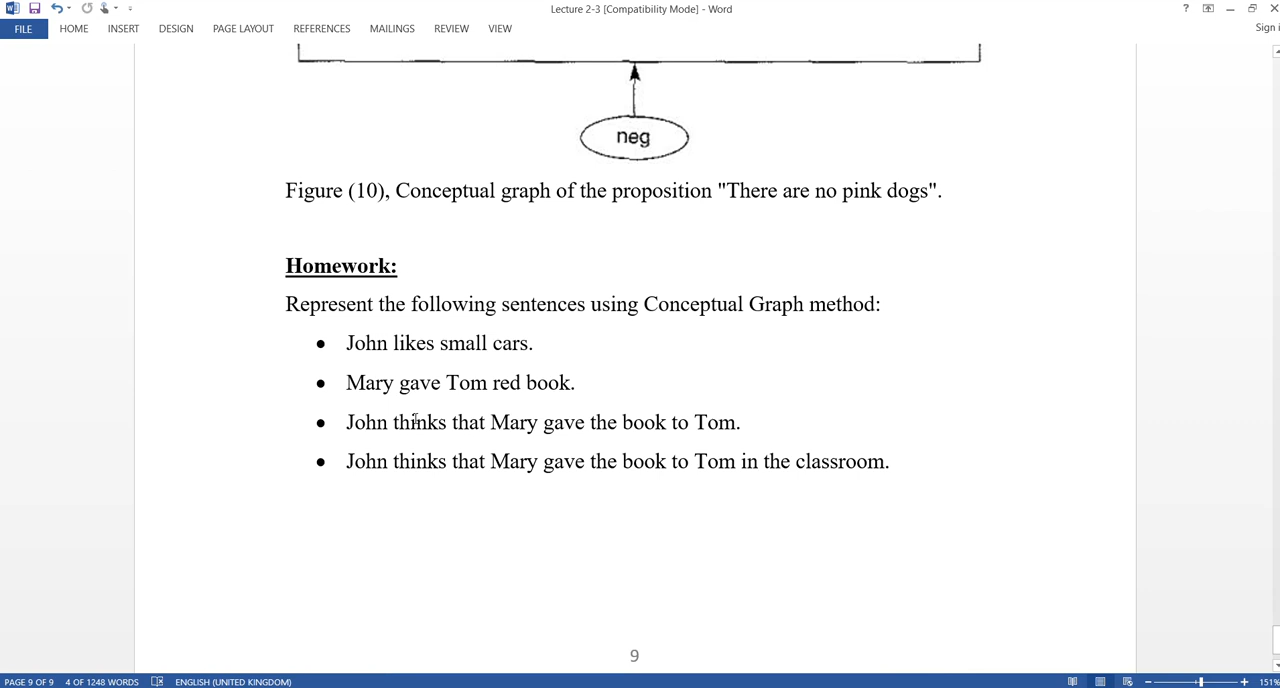 Lecture 2-3 [Compatibility Mode] - Word
?
FILE HOME INSERT DESIGN PAGE LAYOUT REFERENCES MAILINGS REVIEW VIEW
Sign i
neg
Figure (10), Conceptual graph of the proposition "There are no pink dogs".
Homework:
Represent the following sentences using Conceptual Graph method:
• John likes small cars.
• Mary gave Tom red book.
• John thinks that Mary gave the book to Tom.
• John thinks that Mary gave the book to Tom in the classroom.
9
PAGE 9 OF 9 4 OF 1248 WORDS ENGLISH (UNITED KINGDOM) 151%